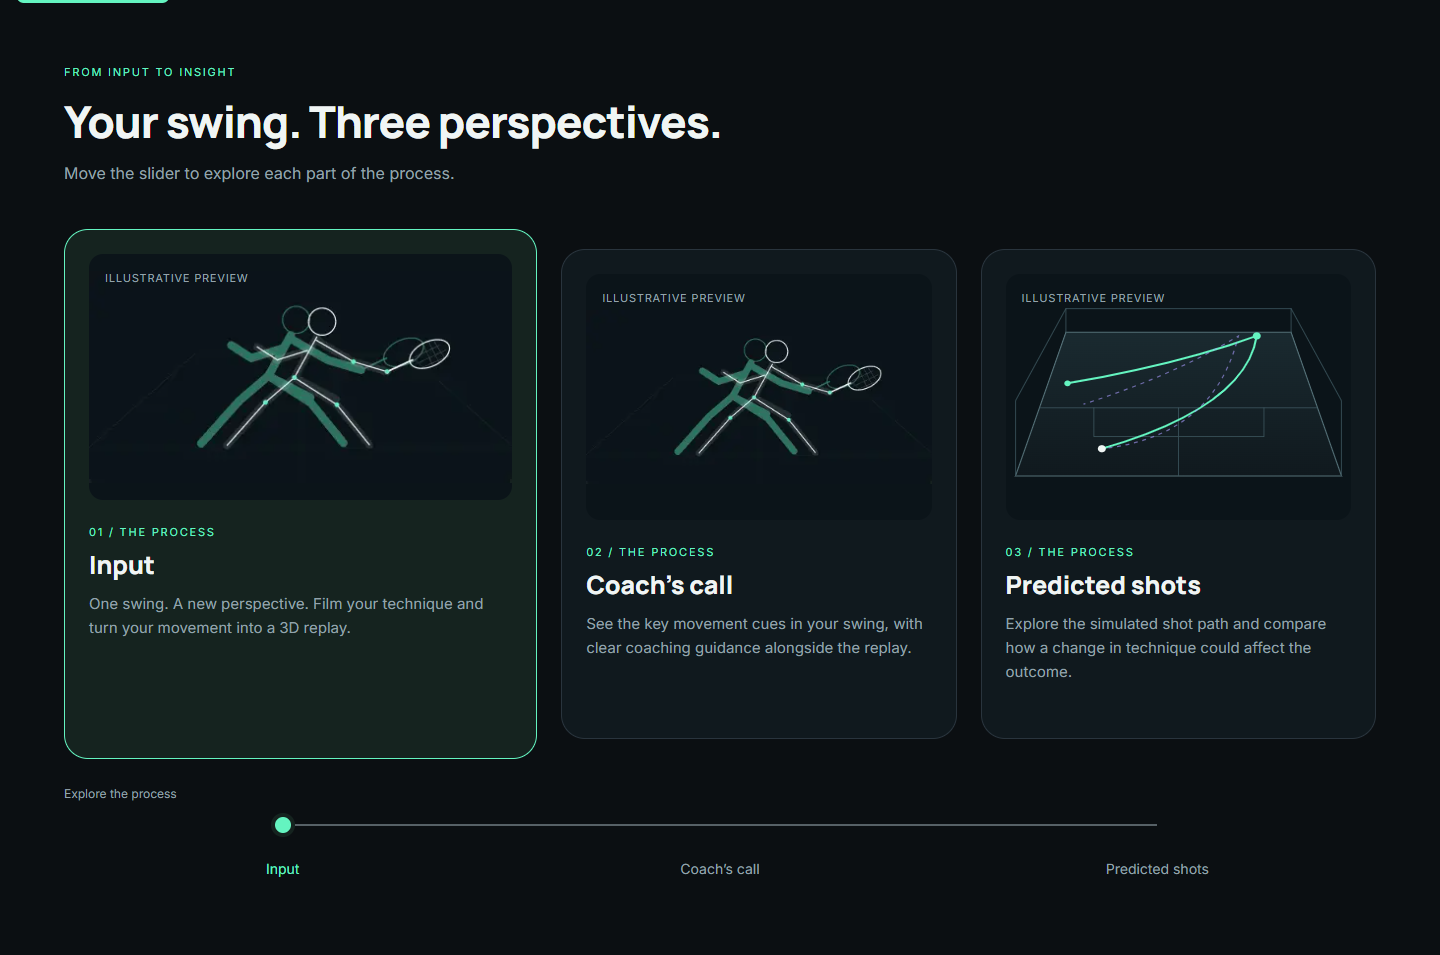 FROM INPUT TO INSIGHT
Your swing. Three perspectives.
Move the slider to explore each part of the process.
ILLUSTRATIVE PREVIEW
01 / THE PROCESS
Input
One swing. A new perspective. Film your technique and
turn your movement into a 3D replay.
ILLUSTRATIVE PREVIEW
02 / THE PROCESS
Coach’s call
See the key movement cues in your swing, with
clear coaching guidance alongside the replay.
ILLUSTRATIVE PREVIEW
03 / THE PROCESS
Predicted shots
Explore the simulated shot path and compare
how a change in technique could affect the
outcome.
Explore the process
Input
Coach’s call
Predicted shots